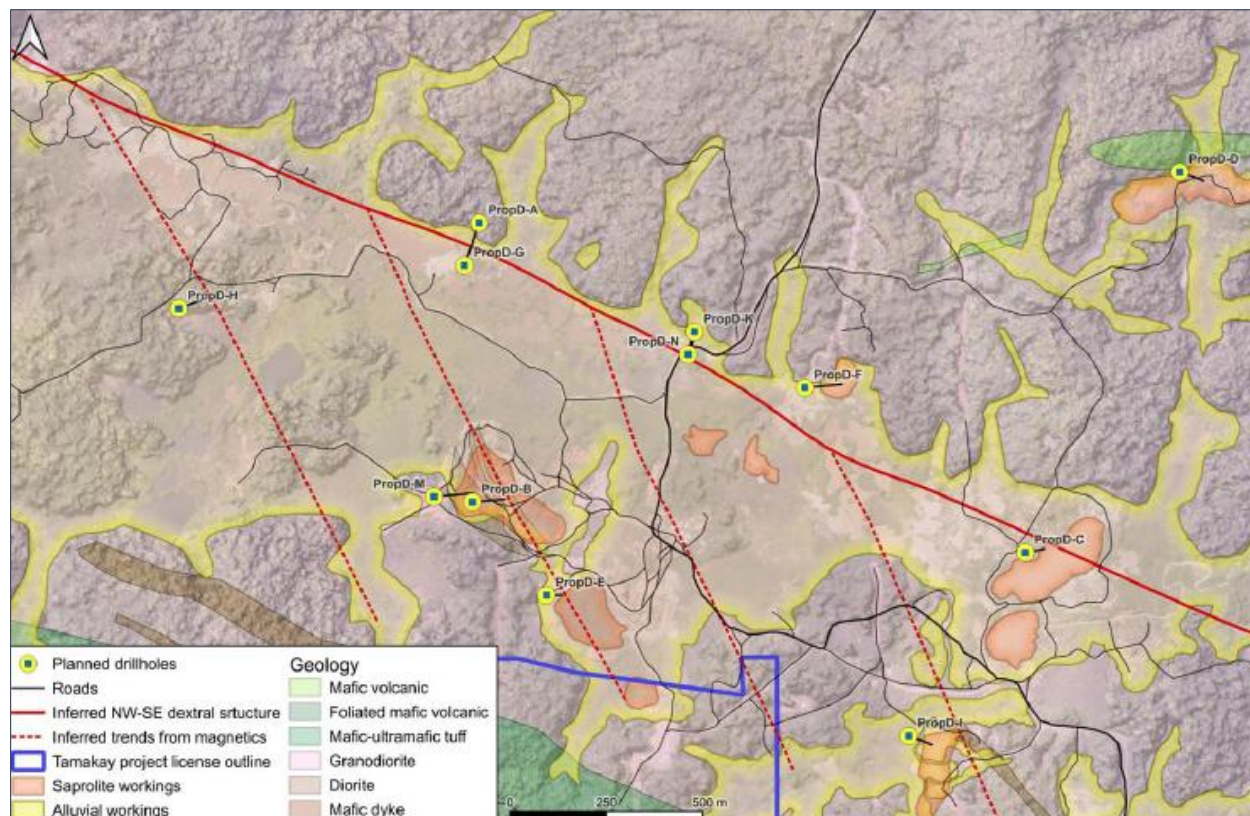 PropD-D
PropD-A
PropD-G
PropD-H
PropD-K
PropD-N
PropD-F
PropD-M
PropD-B
PropD-C
PropD-E
PropD-I
Planned drillholes
Roads
Inferred NW-SE dextral srtucture
Inferred trends from magnetics
Tamakay project license outline
Saprolite workings
Alluvial workings
Geology
Mafic volcanic
Foliated mafic volcanic
Mafic-ultramafic tuff
Granodiorite
Diorite
Mafic dyke
0 250 500 m